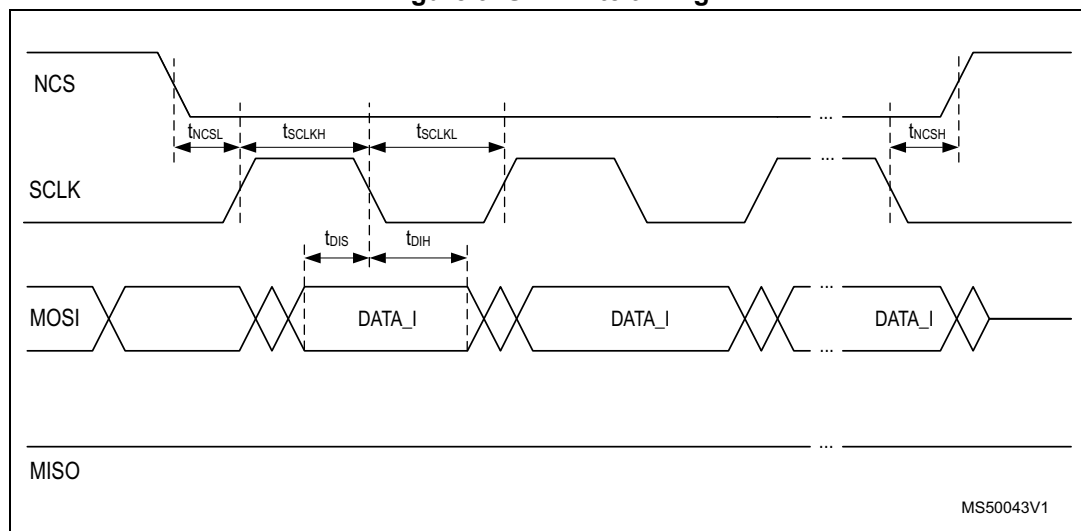 NCS
...
tNCSL
tSCLKH
tSCLKL
tNCSH
SCLK
...
tDIS
tDIH
...
MOSI
DATA_I
DATA_I
DATA_I
...
...
MISO
MS50043V1